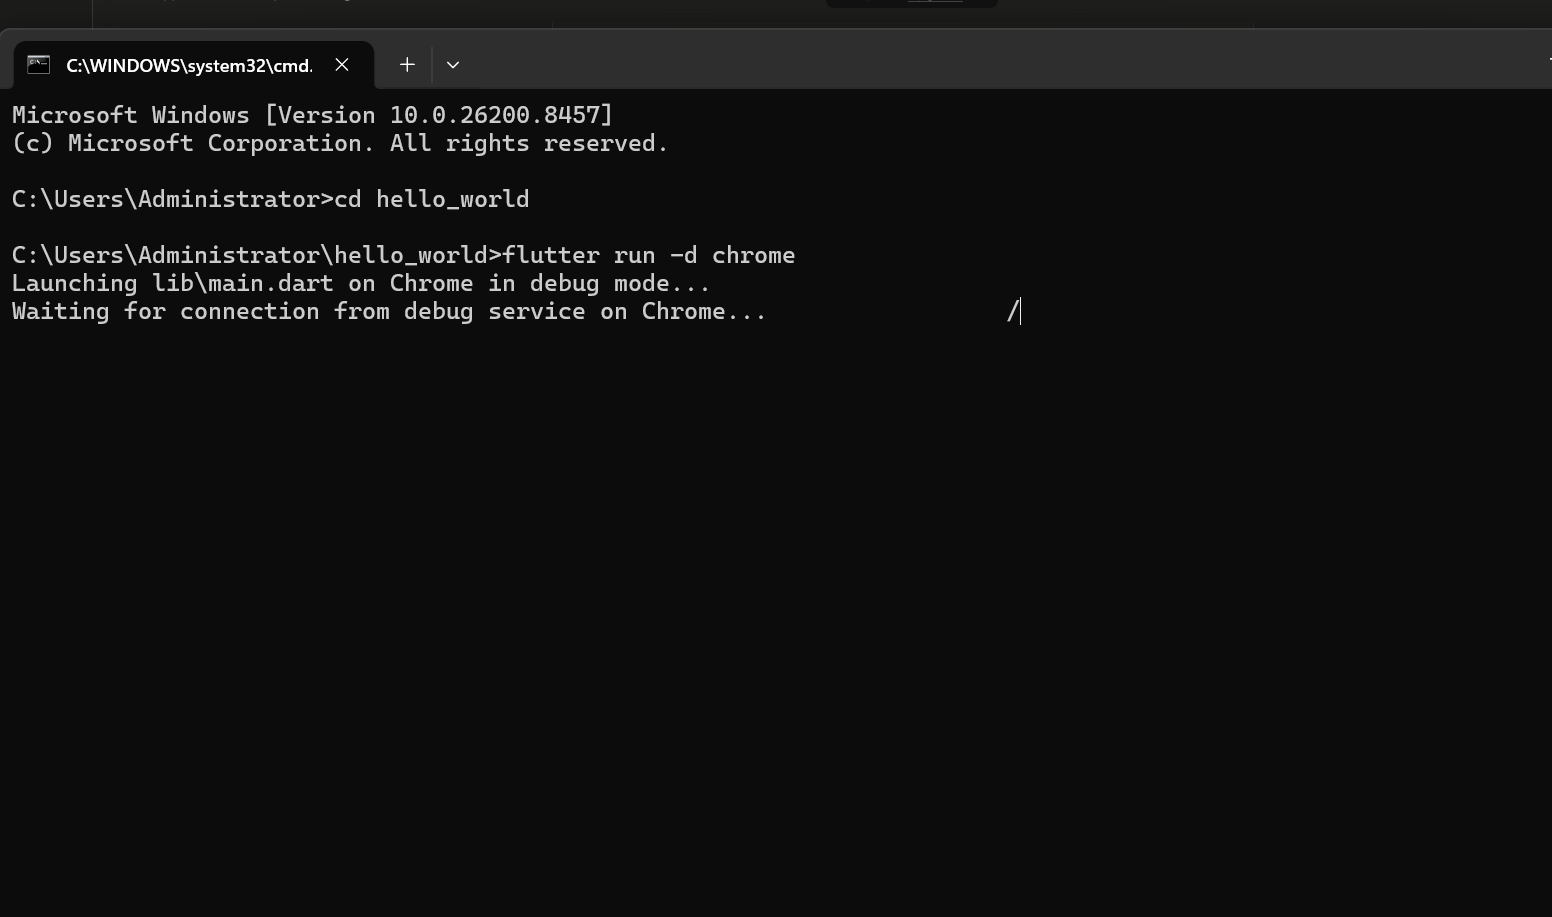 C:\WINDOWS\system32\cmd.
Microsoft Windows [Version 10.0.26200.8457]
(c) Microsoft Corporation. All rights reserved.
C:\Users\Administrator>cd hello_world
C:\Users\Administrator\hello_world>flutter run -d chrome
Launching lib\main.dart on Chrome in debug mode...
Waiting for connection from debug service on Chrome... /